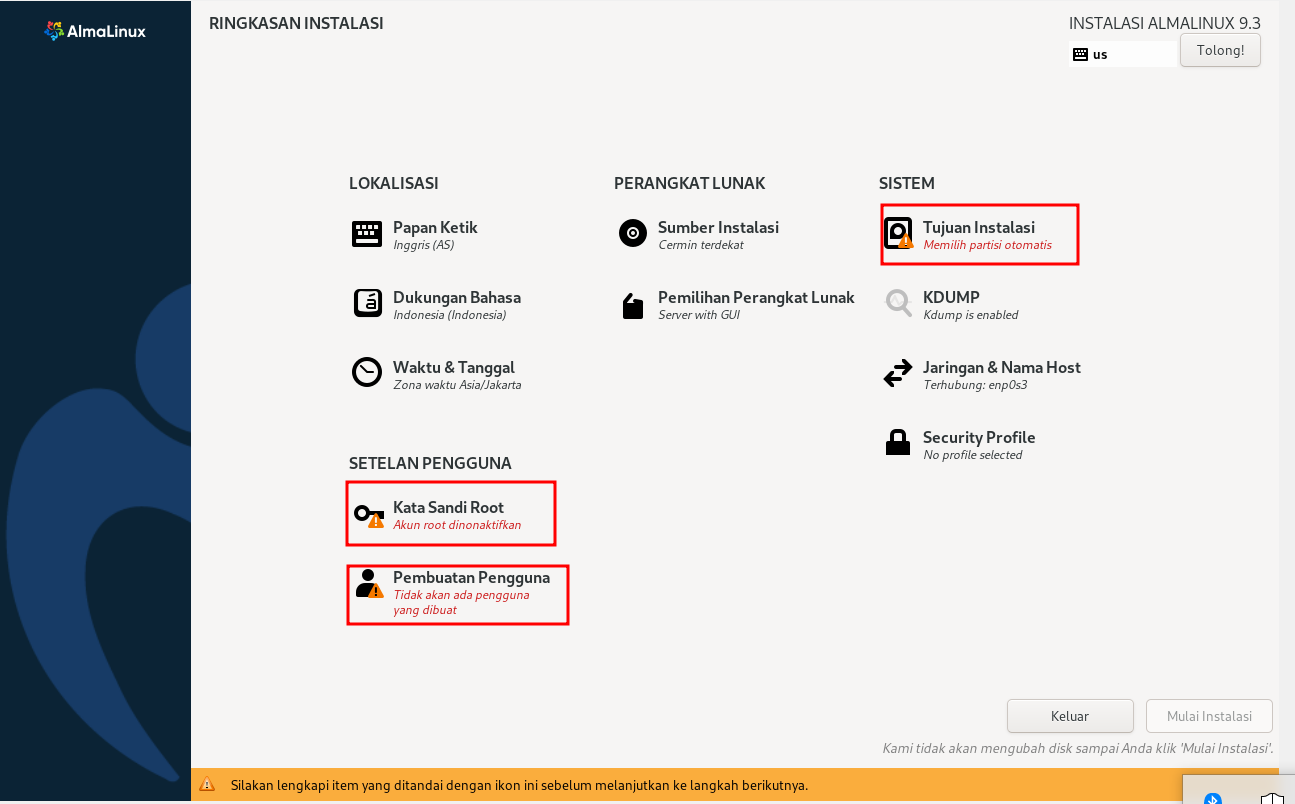 AlmaLinux
RINGKASAN INSTALASI
INSTALASI ALMALINUX 9.3
us
Tolong!
LOKALISASI
Papan Ketik
Inggris (AS)
Dukungan Bahasa
Indonesia (Indonesia)
Waktu & Tanggal
Zona waktu Asia/Jakarta
PERANGKAT LUNAK
Sumber Instalasi
Cermin terdekat
Pemilihan Perangkat Lunak
Server with GUI
SISTEM
Tujuan Instalasi
Memilih partisi otomatis
KDUMP
Kdump is enabled
Jaringan & Nama Host
Terhubung: enp0s3
Security Profile
No profile selected
SETELAN PENGGUNA
Kata Sandi Root
Akun root dinonaktifkan
Pembuatan Pengguna
Tidak akan ada pengguna
yang dibuat
Keluar
Mulai Instalasi
Kami tidak akan mengubah disk sampai Anda klik 'Mulai Instalasi'.
Silakan lengkapi item yang ditandai dengan ikon ini sebelum melanjutkan ke langkah berikutnya.